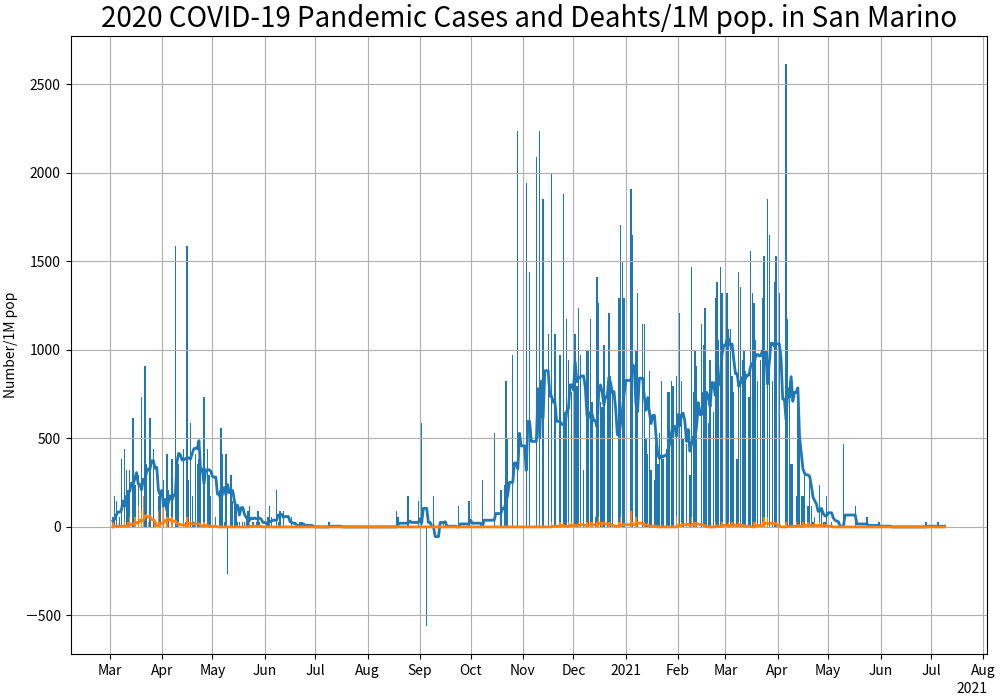 2020 COVID-19 Pandemic Cases and Deahts/1M pop. in San Marino
Number/1M pop
2500
2000
1500
1000
500
0
−500
Mar Apr May Jun Jul Aug Sep Oct Nov Dec 2021 Feb Mar Apr May Jun Jul Aug
2021